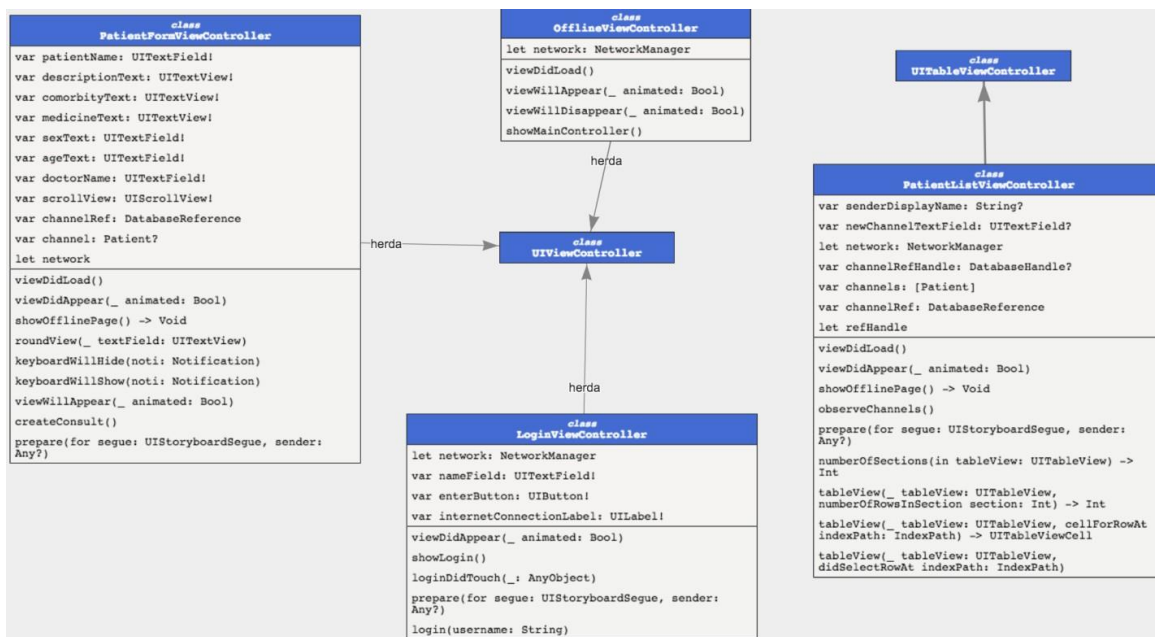 class
PatientFormViewController
var patientName: UITextField!
var descriptionText: UITextView!
var comorbityText: UITextView!
var medicineText: UITextView!
var sexText: UITextField!
var ageText: UITextField!
var doctorName: UITextField!
var scrollView: UIScrollView!
var channelRef: DatabaseReference
var channel: Patient?
let network
viewDidLoad()
viewDidAppear(_ animated: Bool)
showOfflinePage() -> Void
roundView(_ textField: UITextView)
keyboardWillHide(noti: Notification)
keyboardWillShow(noti: Notification)
viewWillAppear(_ animated: Bool)
createConsult()
prepare(for segue: UIStoryboardSegue, sender:
Any?)
herda
class
OfflineViewController
let network: NetworkManager
viewDidLoad()
viewWillAppear(_ animated: Bool)
viewWillDisappear(_ animated: Bool)
showMainController()
herda
class
UIViewController
herda
class
LoginViewController
let network: NetworkManager
var nameField: UITextField!
var enterButton: UIButton!
var internetConnectionLabel: UILabel!
viewDidAppear(_ animated: Bool)
showLogin()
loginDidTouch(_: AnyObject)
prepare(for segue: UIStoryboardSegue, sender:
Any?)
login(username: String)
class
UITableViewController
class
PatientListViewController
var senderDisplayName: String?
var newChannelTextField: UITextField?
let network: NetworkManager
var channelRefHandle: DatabaseHandle?
var channels: [Patient]
var channelRef: DatabaseReference
let refHandle
viewDidLoad()
viewDidAppear(_ animated: Bool)
showOfflinePage() -> Void
observeChannels()
prepare(for segue: UIStoryboardSegue, sender:
Any?)
numberOfSections(in tableView: UITableView) ->
Int
tableView(_ tableView: UITableView,
numberOfRowsInSection section: Int) -> Int
tableView(_ tableView: UITableView, cellForRowAt
indexPath: IndexPath) -> UITableViewCell
tableView(_ tableView: UITableView,
didSelectRowAt indexPath: IndexPath)